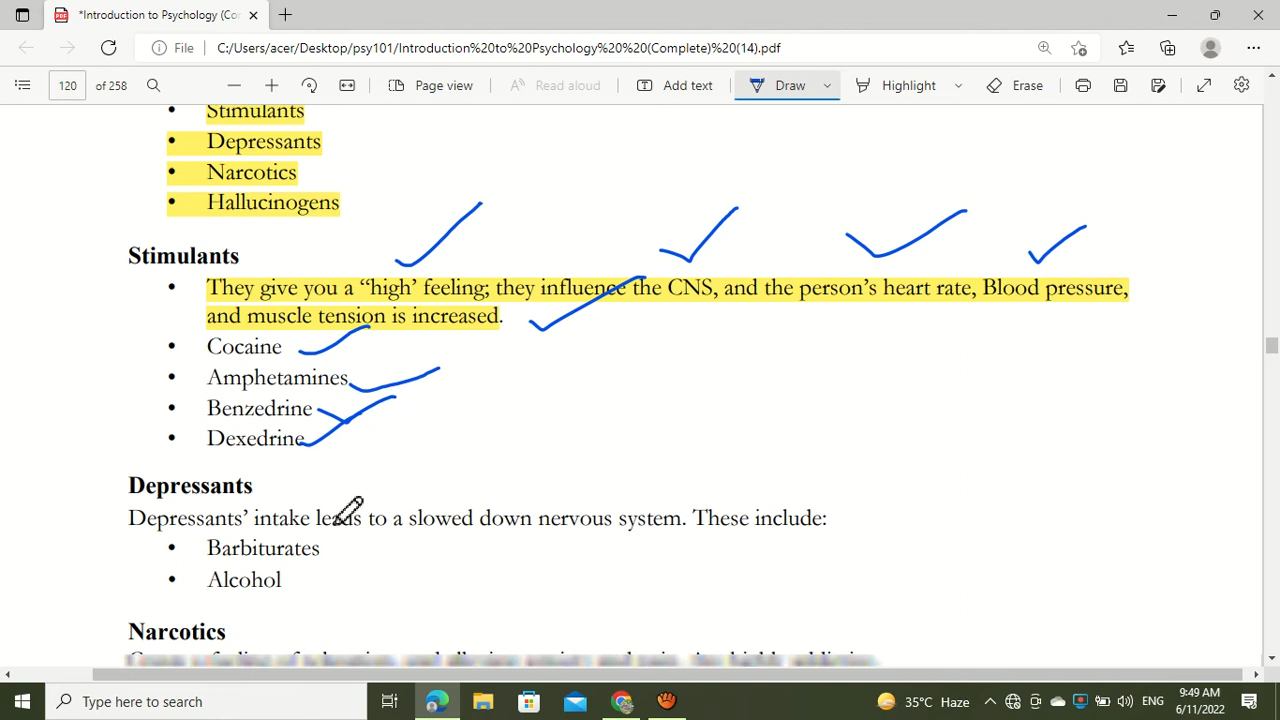 *Introduction to Psychology (Co
File
C:/Users/acer/Desktop/psy101/Introduction%20to%20Psychology%20%20(Complete)%20(14).pdf
120
of 258
Page view
Read aloud
Add text
Draw
Highlight
Erase
• Stimulants
• Depressants
• Narcotics
• Hallucinogens
Stimulants
• They give you a “high’ feeling; they influence the CNS, and the person’s heart rate, Blood pressure,
and muscle tension is increased.
• Cocaine
• Amphetamines
• Benzedrine
• Dexedrine
Depressants
Depressants’ intake leads to a slowed down nervous system. These include:
• Barbiturates
• Alcohol
Narcotics
Type here to search
35°C Haze
ENG
9:49 AM
6/11/2022